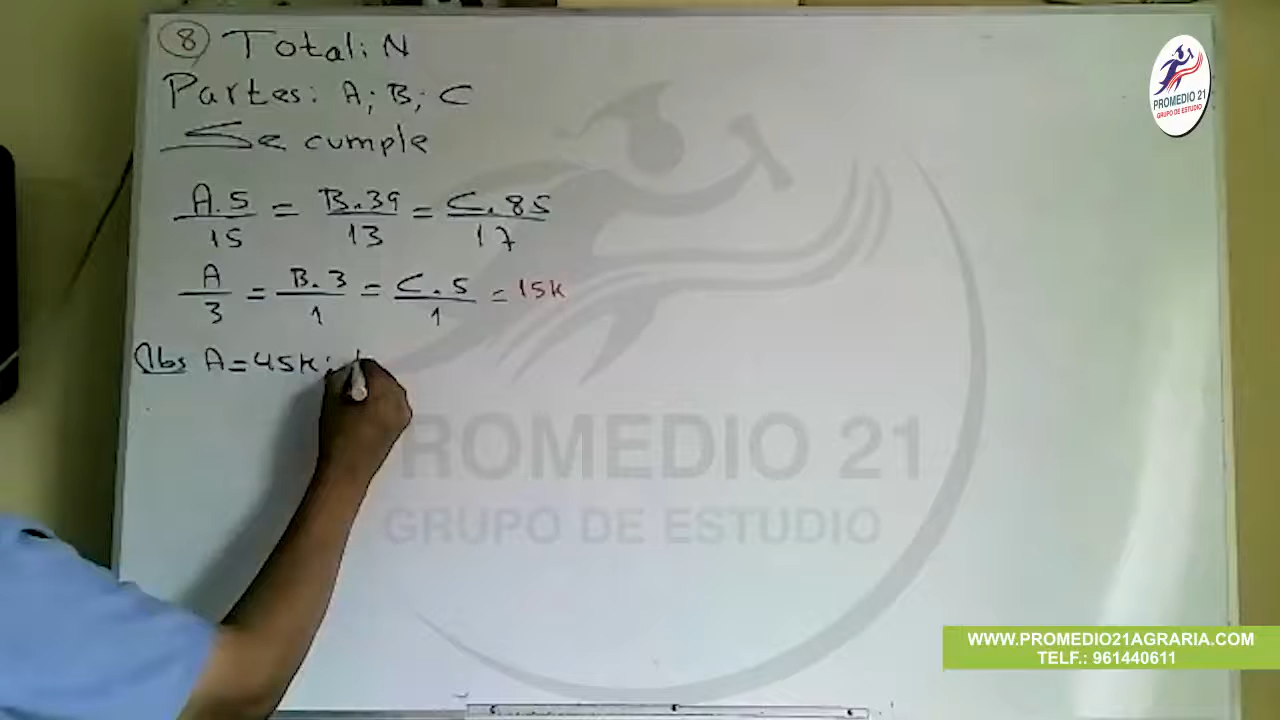 8 Total: N
Partes: A; B; C
Se cumple
A.5/15 = B.39/13 = C.85/17
A/3 = B.3/1 = C.5/1 = 15K
Obs A=45K;
PROMEDIO 21
GRUPO DE ESTUDIO
PROMEDIO 21
GRUPO DE ESTUDIO
WWW.PROMEDIO21AGRARIA.COM
TELF.: 961440611